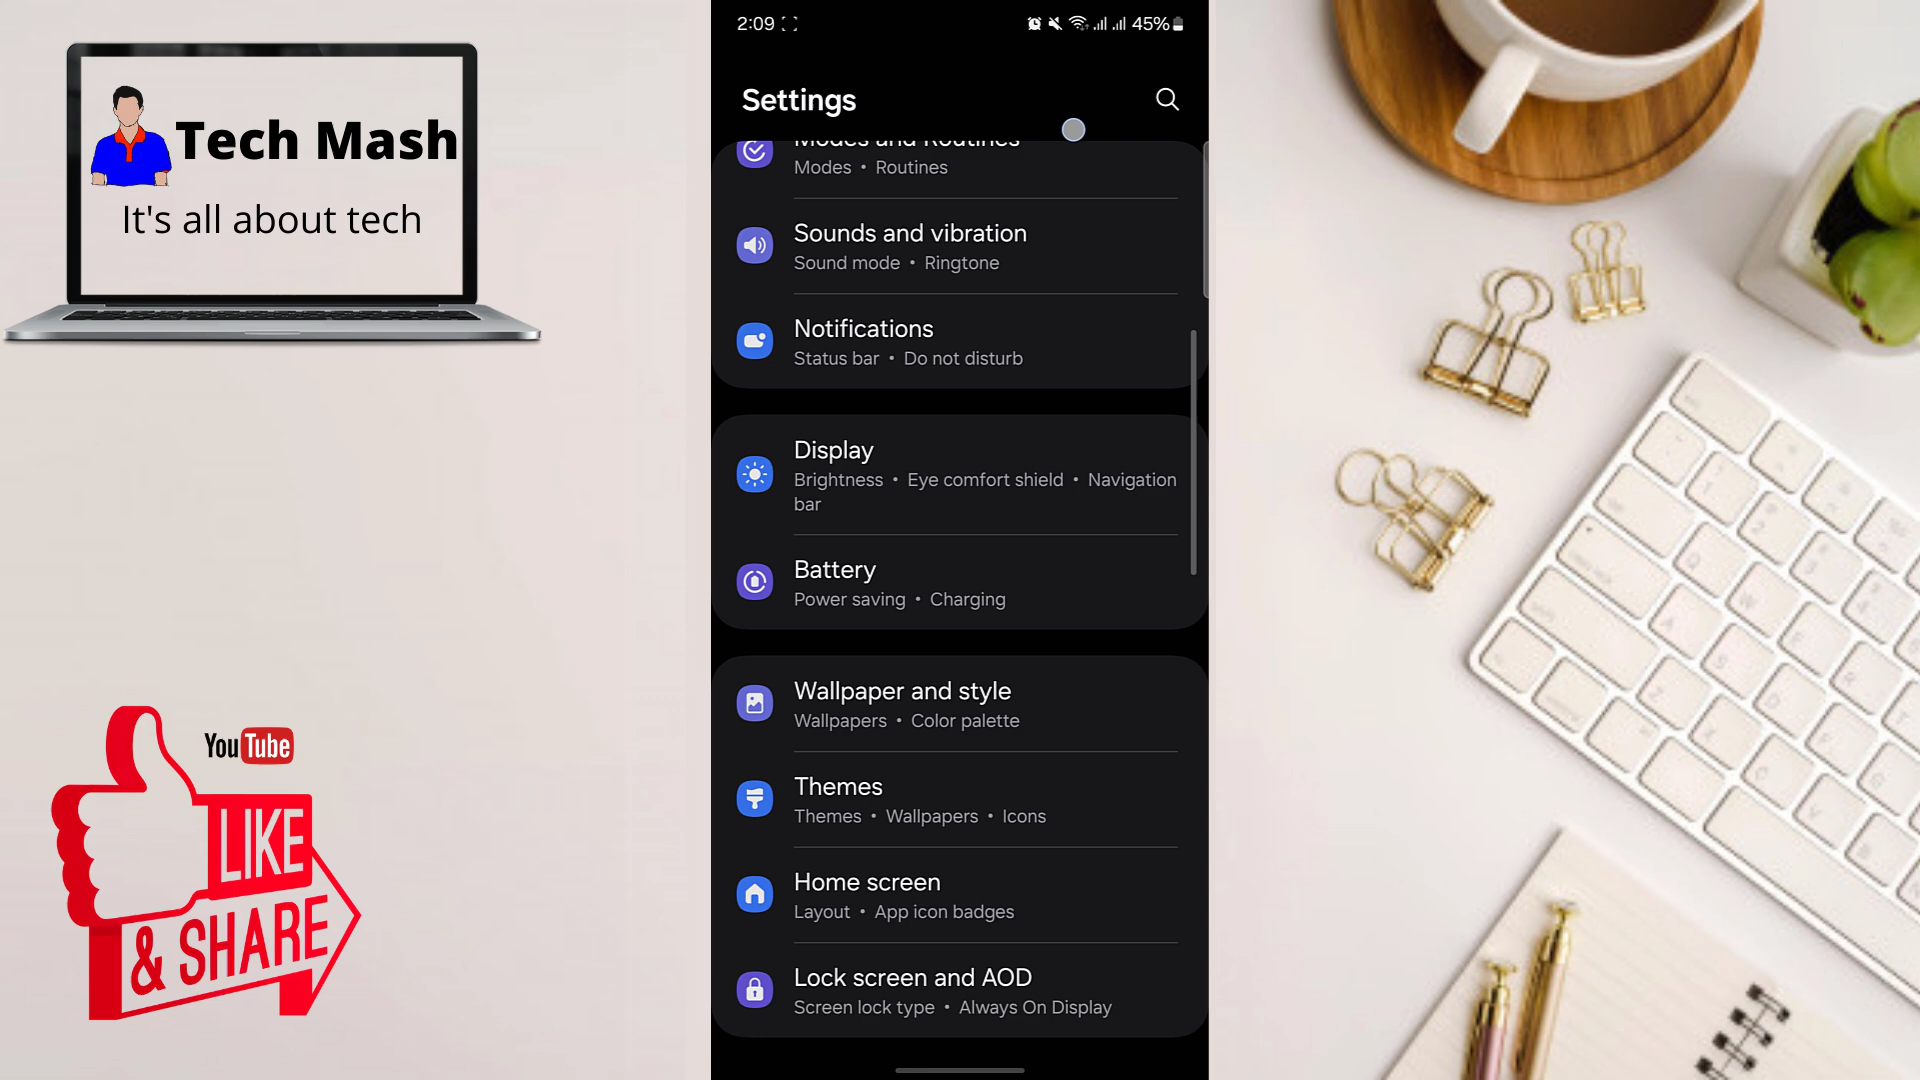 Tech Mash
It's all about tech
YouTube
LIKE
& SHARE
2:09
45%
Settings
Modes and Routines
Modes • Routines
Sounds and vibration
Sound mode • Ringtone
Notifications
Status bar • Do not disturb
Display
Brightness • Eye comfort shield • Navigation
bar
Battery
Power saving • Charging
Wallpaper and style
Wallpapers • Color palette
Themes
Themes • Wallpapers • Icons
Home screen
Layout • App icon badges
Lock screen and AOD
Screen lock type • Always On Display